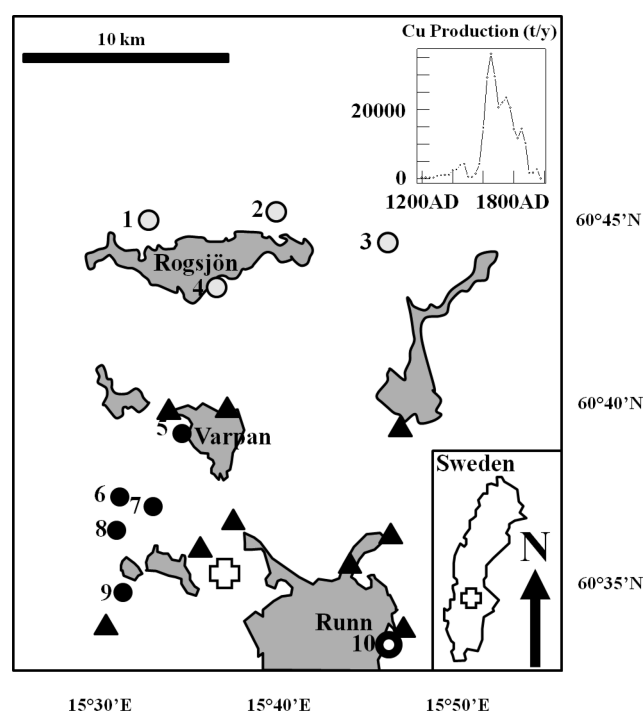 10 km
Cu Production (t/y)
20000
0
1200AD 1800AD
1
2
3
60°45'N
Rogsjön
4
60°40'N
5
Varpan
Sweden
6
7
8
N
9
60°35'N
Runn
10
15°30'E 15°40'E 15°50'E